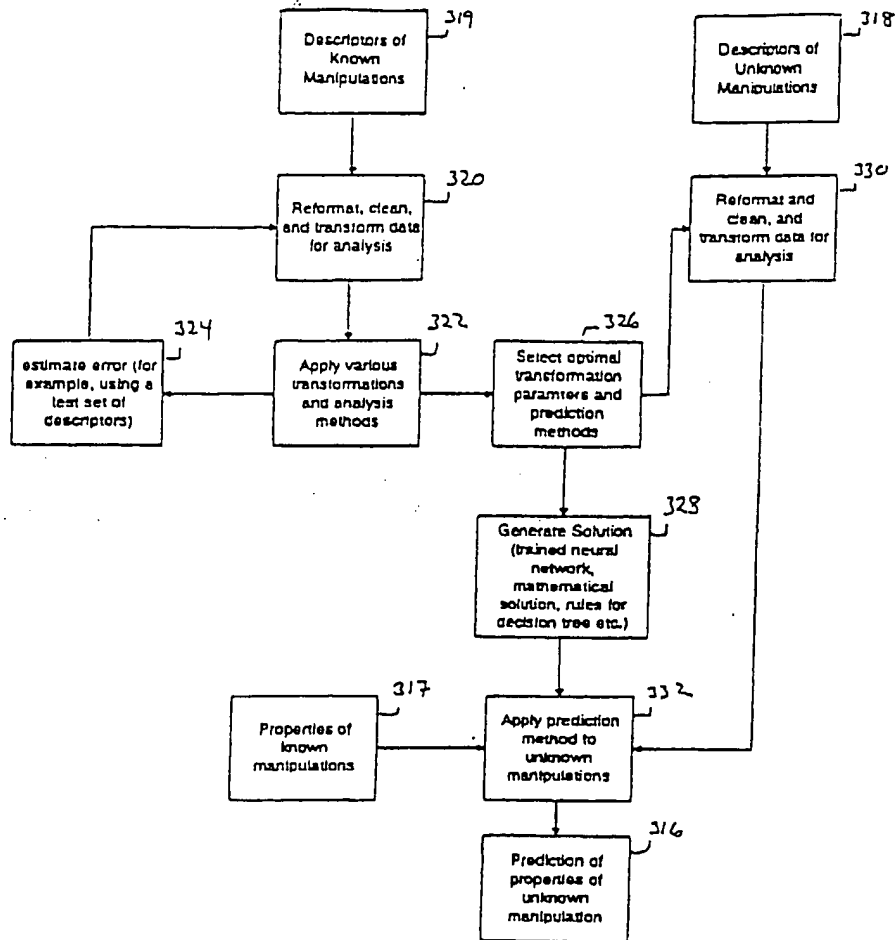 319
Descriptors of
Known
Manipulations
318
Descriptors of
Unknown
Manipulations
320
Reformat, clean,
and transform data
for analysis
330
Reformat and
clean, and
transform data for
analysis
324
estimate error (for
example, using a
test set of
descriptors)
322
Apply various
transformations
and analysis
methods
326
Select optimal
transformation
paramters and
prediction
methods
328
Generate Solution
(trained neural
network,
mathematical
solution, rules for
decision tree etc.)
317
Properties of
known
manipulations
332
Apply prediction
method to
unknown
manipulations
316
Prediction of
properties of
unknown
manipulation